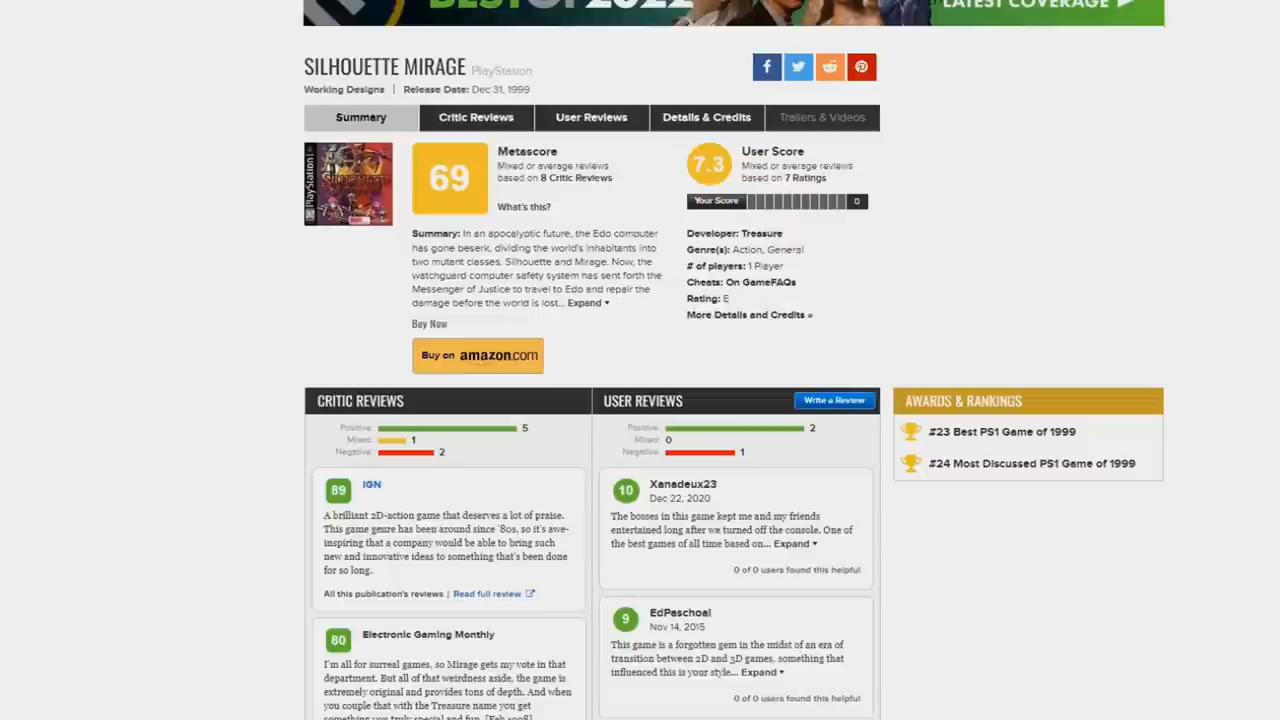 BEST OF 2022
LATEST COVERAGE
SILHOUETTE MIRAGE PlayStation
Working Designs | Release Date: Dec 31, 1999
Summary Critic Reviews User Reviews Details & Credits Trailers & Videos
PlayStation
69
Metascore
Mixed or average reviews
based on 8 Critic Reviews
What's this?
7.3
User Score
Mixed or average reviews
based on 7 Ratings
Your Score 0
Summary: In an apocalyptic future, the Edo computer
has gone beserk, dividing the world's inhabitants into
two mutant classes, Silhouette and Mirage. Now, the
watchguard computer safety system has sent forth the
Messenger of Justice to travel to Edo and repair the
damage before the world is lost... Expand
Developer: Treasure
Genre(s): Action, General
# of players: 1 Player
Cheats: On GameFAQs
Rating: E
More Details and Credits »
Buy Now
Buy on amazon.com
CRITIC REVIEWS
Positive: 5
Mixed: 1
Negative: 2
89 IGN
A brilliant 2D-action game that deserves a lot of praise.
This game genre has been around since '80s, so it's awe-
inspiring that a company would be able to bring such
new and innovative ideas to something that's been done
for so long.
All this publication's reviews | Read full review
80 Electronic Gaming Monthly
I'm all for surreal games, so Mirage gets my vote in that
department. But all of that weirdness aside, the game is
extremely original and provides tons of depth. And when
you couple that with the Treasure name you get
something you truly special and fun. [Feb 1998]
USER REVIEWS Write a Review
Positive: 2
Mixed: 0
Negative: 1
10 Xanadeux23
Dec 22, 2020
The bosses in this game kept me and my friends
entertained long after we turned off the console. One of
the best games of all time based on... Expand
0 of 0 users found this helpful
9 EdPaschoal
Nov 14, 2015
This game is a forgotten gem in the midst of an era of
transition between 2D and 3D games, something that
influenced this is your style... Expand
0 of 0 users found this helpful
AWARDS & RANKINGS
#23 Best PS1 Game of 1999
#24 Most Discussed PS1 Game of 1999